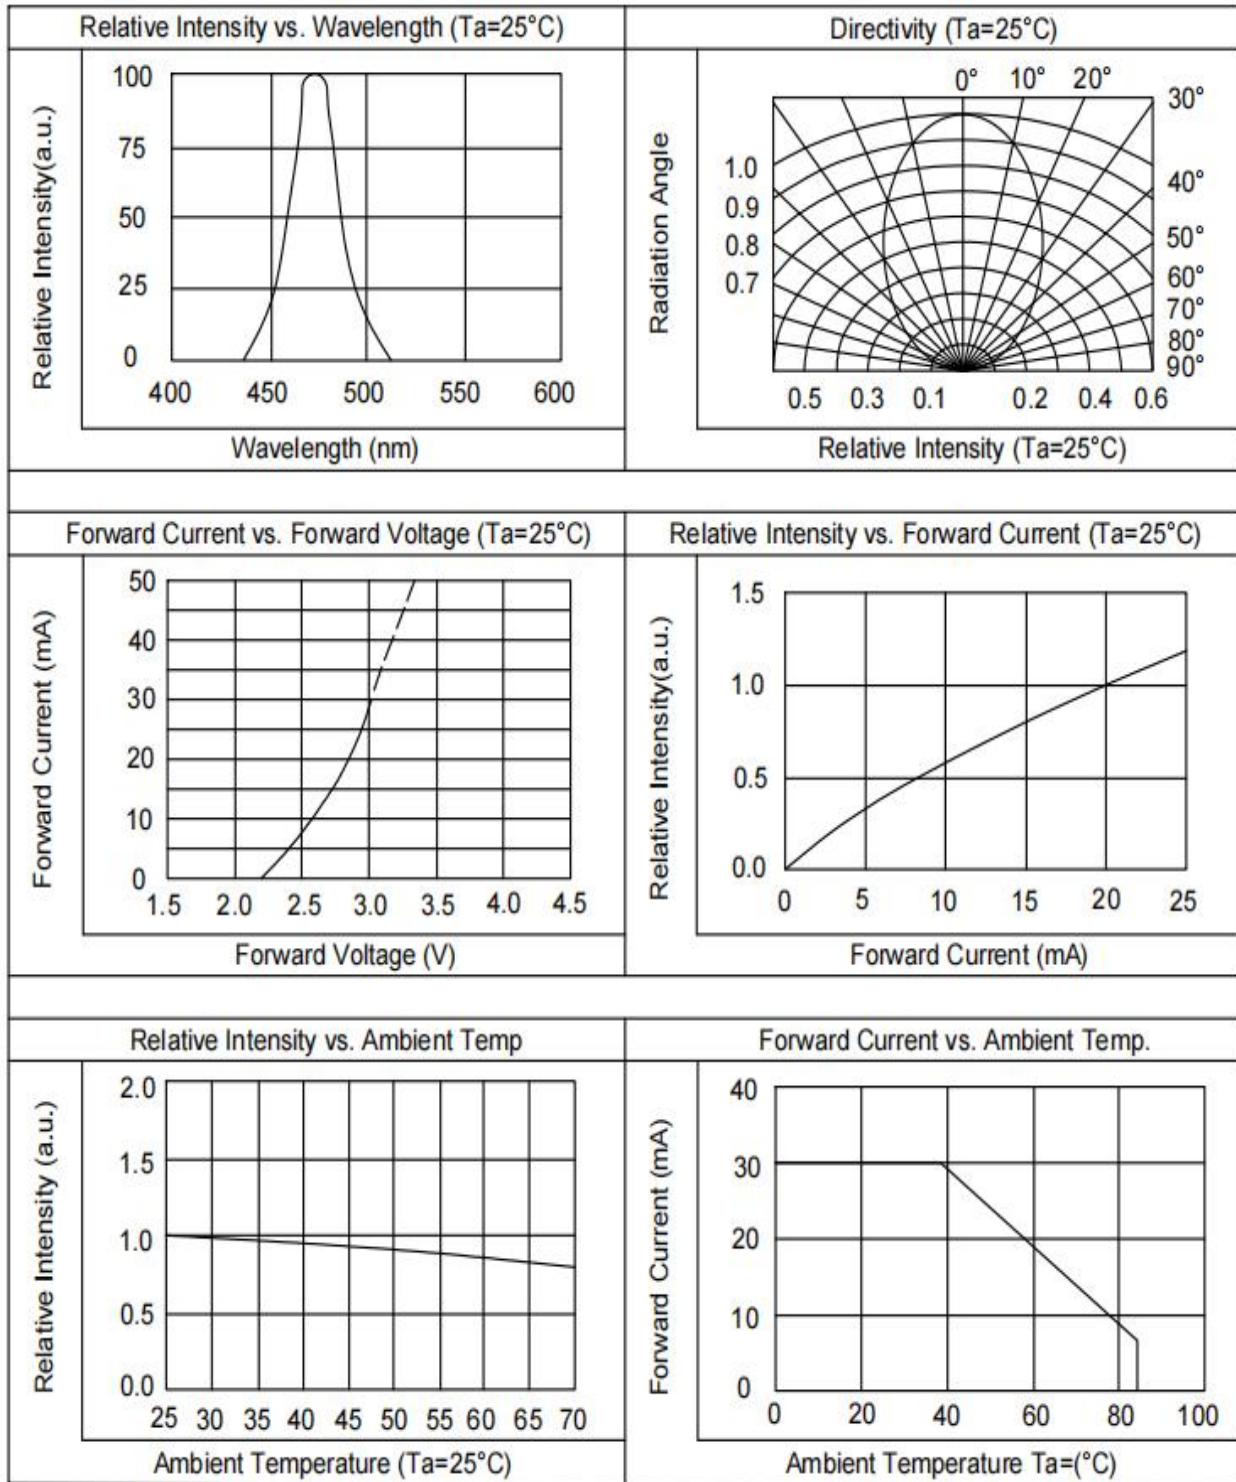 Relative Intensity vs. Wavelength (Ta=25°C)
Relative Intensity(a.u.)
100
75
50
25
0
400 450 500 550 600
Wavelength (nm)
Directivity (Ta=25°C)
Radiation Angle
0° 10° 20°
30°
40°
50°
60°
70°
80°
90°
1.0
0.9
0.8
0.7
0.5 0.3 0.1 0.2 0.4 0.6
Relative Intensity (Ta=25°C)
Forward Current vs. Forward Voltage (Ta=25°C)
Forward Current (mA)
50
40
30
20
10
0
1.5 2.0 2.5 3.0 3.5 4.0 4.5
Forward Voltage (V)
Relative Intensity vs. Forward Current (Ta=25°C)
Relative Intensity(a.u.)
1.5
1.0
0.5
0.0
0 5 10 15 20 25
Forward Current (mA)
Relative Intensity vs. Ambient Temp
Relative Intensity (a.u.)
2.0
1.5
1.0
0.5
0.0
25 30 35 40 45 50 55 60 65 70
Ambient Temperature (Ta=25°C)
Forward Current vs. Ambient Temp.
Forward Current (mA)
40
30
20
10
0
0 20 40 60 80 100
Ambient Temperature Ta=(°C)